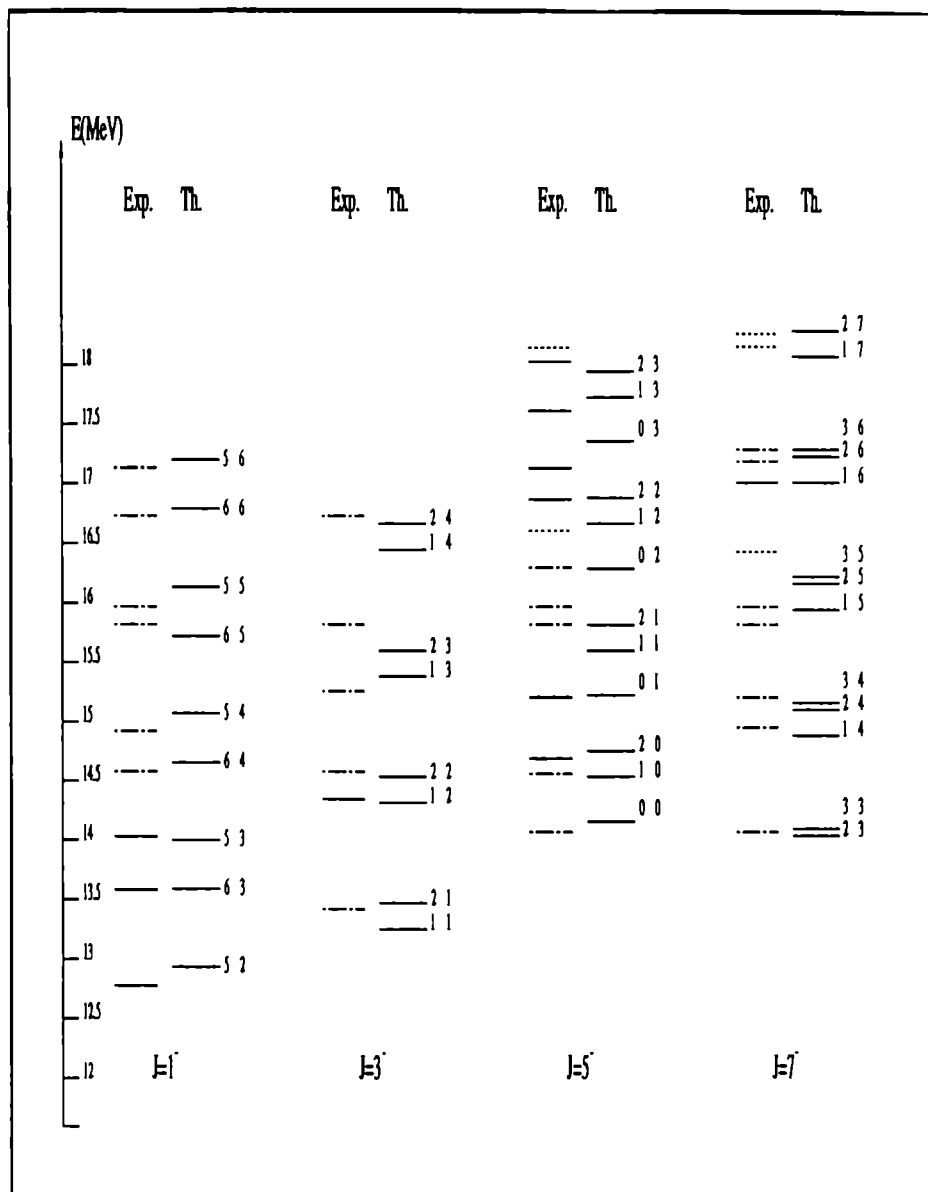 E(MeV)
Exp. Th. Exp. Th. Exp. Th. Exp. Th.
2 7
18 2 3 1 7
1 3
17.5 0 3 3 6
5 6 2 6
17 2 2 1 6
6 6 2 4 1 2
16.5 1 4 0 2 3 5
5 5 2 5
16 2 1 1 5
6 5 2 3 1 1
15.5 1 3 0 1 3 4
5 4 2 4
15 2 0 1 4
6 4 2 2 1 0
14.5 1 2 0 0 3 3
14 5 3 2 3
13.5 6 3 2 1
1 1
13 5 2
12.5
12 J=1- J=3- J=5- J=7-